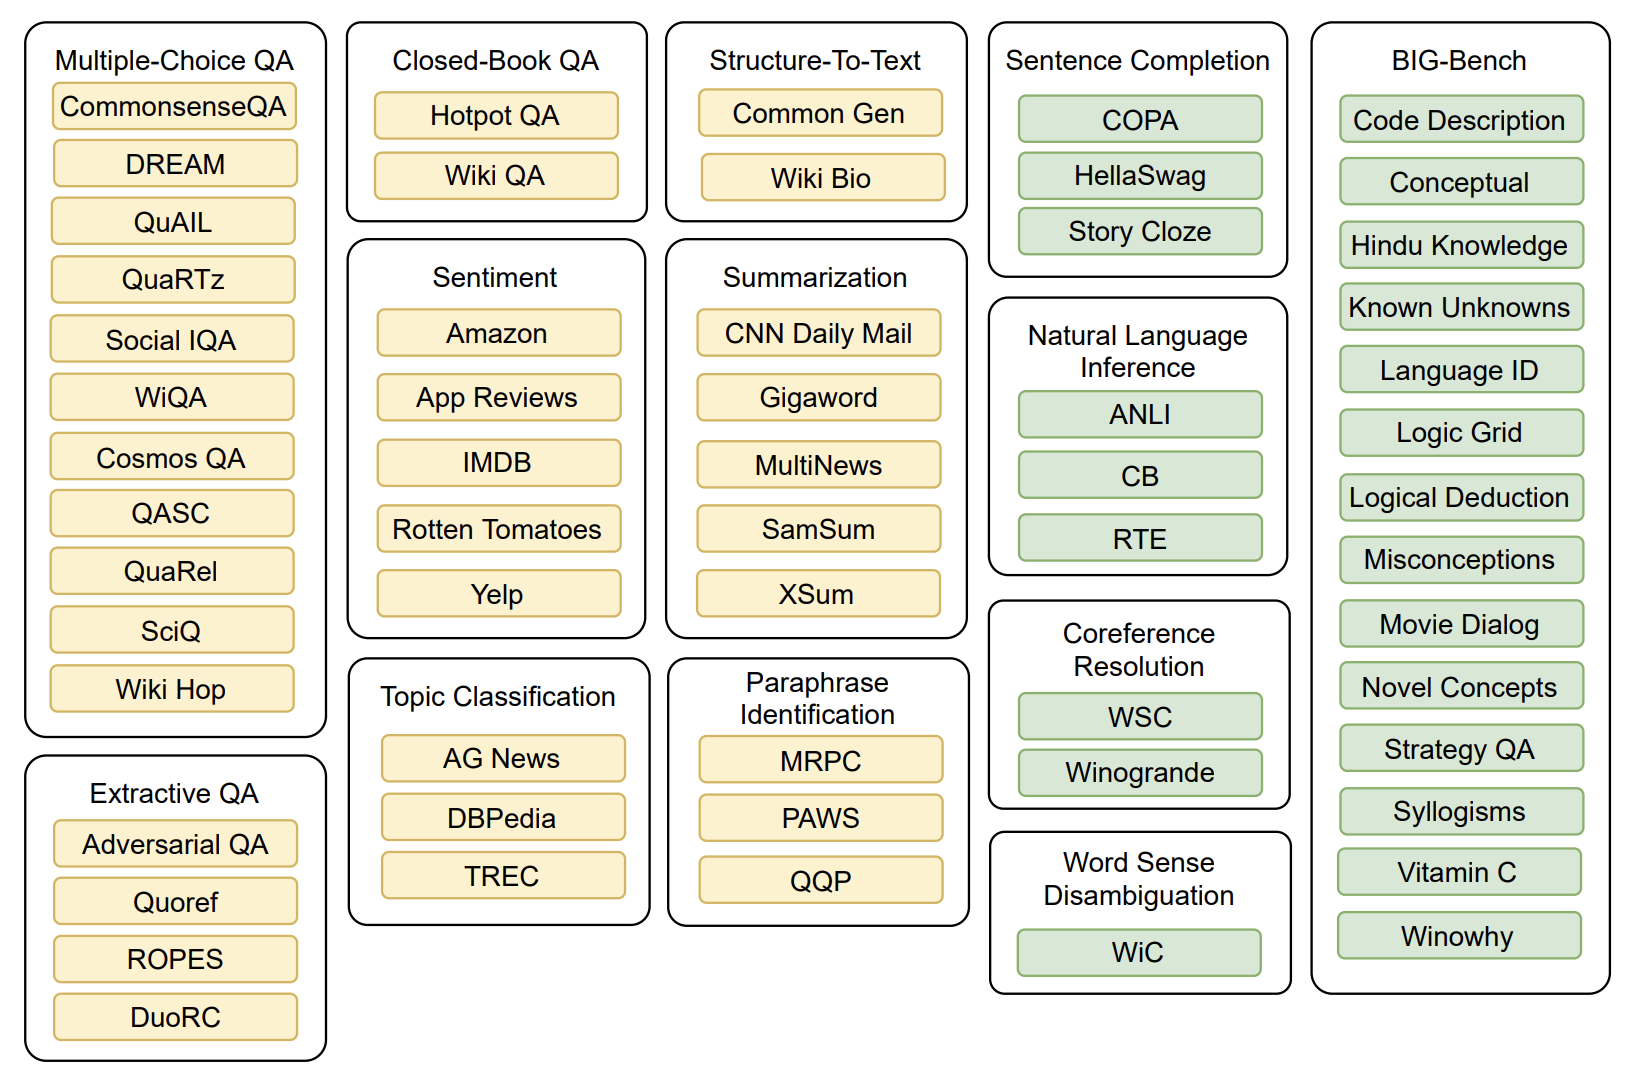 Multiple-Choice QA
CommonsenseQA
DREAM
QuAIL
QuaRTz
Social IQA
WiQA
Cosmos QA
QASC
QuaRel
SciQ
Wiki Hop
Extractive QA
Adversarial QA
Quoref
ROPES
DuoRC
Closed-Book QA
Hotpot QA
Wiki QA
Sentiment
Amazon
App Reviews
IMDB
Rotten Tomatoes
Yelp
Topic Classification
AG News
DBPedia
TREC
Structure-To-Text
Common Gen
Wiki Bio
Summarization
CNN Daily Mail
Gigaword
MultiNews
SamSum
XSum
Paraphrase
Identification
MRPC
PAWS
QQP
Sentence Completion
COPA
HellaSwag
Story Cloze
Natural Language
Inference
ANLI
CB
RTE
Coreference
Resolution
WSC
Winogrande
Word Sense
Disambiguation
WiC
BIG-Bench
Code Description
Conceptual
Hindu Knowledge
Known Unknowns
Language ID
Logic Grid
Logical Deduction
Misconceptions
Movie Dialog
Novel Concepts
Strategy QA
Syllogisms
Vitamin C
Winowhy